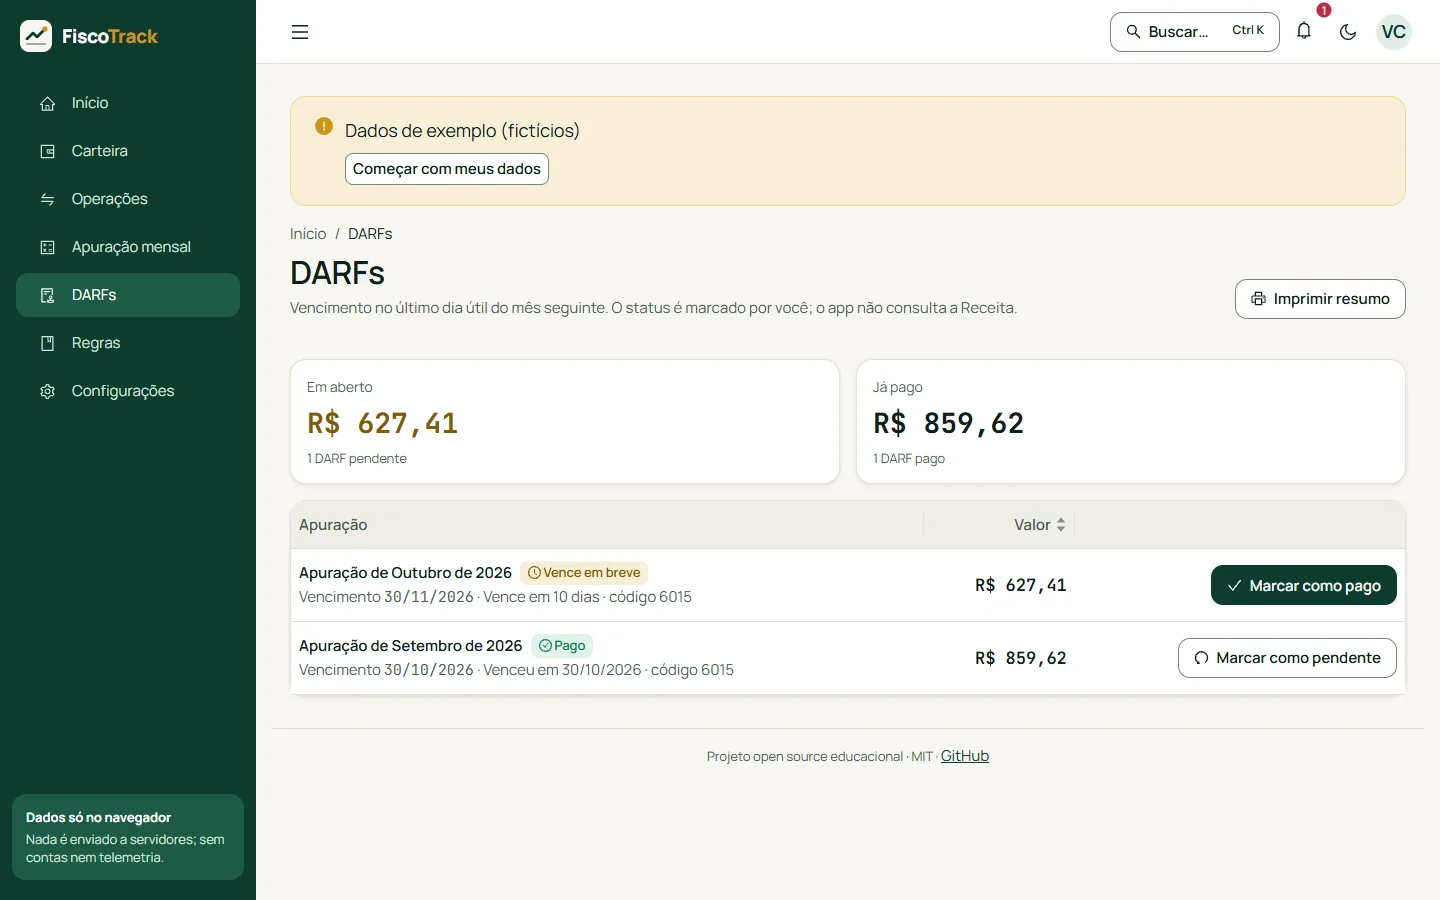 FiscoTrack
Início
Carteira
Operações
Apuração mensal
DARFs
Regras
Configurações
Dados só no navegador
Nada é enviado a servidores; sem
contas nem telemetria.
Buscar... Ctrl K
1
VC
Dados de exemplo (fictícios)
Começar com meus dados
Início / DARFs
DARFs
Vencimento no último dia útil do mês seguinte. O status é marcado por você; o app não consulta a Receita.
Imprimir resumo
Em aberto
R$ 627,41
1 DARF pendente
Já pago
R$ 859,62
1 DARF pago
Apuração Valor
Apuração de Outubro de 2026 Vence em breve
Vencimento 30/11/2026 · Vence em 10 dias · código 6015
R$ 627,41
Marcar como pago
Apuração de Setembro de 2026 Pago
Vencimento 30/10/2026 · Venceu em 30/10/2026 · código 6015
R$ 859,62
Marcar como pendente
Projeto open source educacional · MIT · GitHub